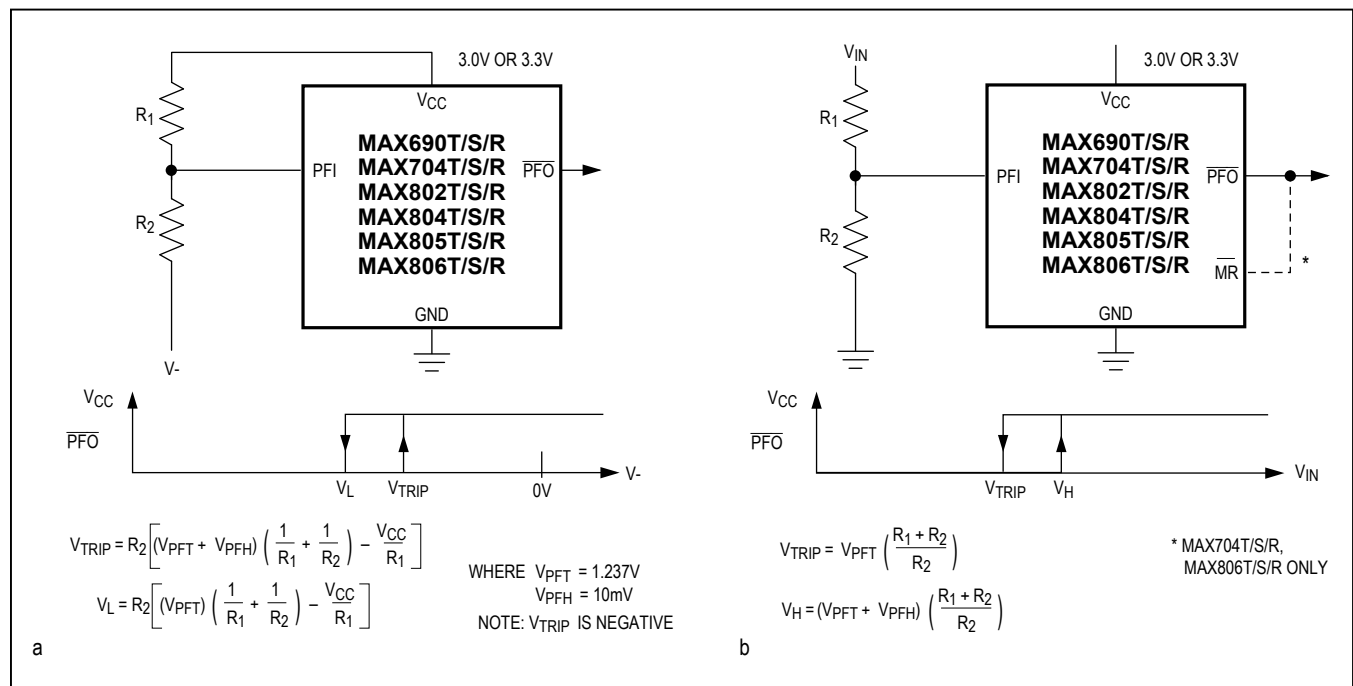 3.0V OR 3.3V
VCC
R1
R2
PFI
MAX690T/S/R
MAX704T/S/R
MAX802T/S/R
MAX804T/S/R
MAX805T/S/R
MAX806T/S/R
PFO
GND
V-
VCC
PFO
VL
VTRIP
0V
V-
VTRIP = R2 [(VPFT + VPFH) (1/R1 + 1/R2) – VCC/R1]
VL = R2 [(VPFT) (1/R1 + 1/R2) – VCC/R1]
WHERE VPFT = 1.237V
VPFH = 10mV
NOTE: VTRIP IS NEGATIVE
a
VIN
3.0V OR 3.3V
VCC
R1
R2
PFI
MAX690T/S/R
MAX704T/S/R
MAX802T/S/R
MAX804T/S/R
MAX805T/S/R
MAX806T/S/R
PFO
MR
*
GND
VCC
PFO
VTRIP
VH
VIN
VTRIP = VPFT (R1 + R2/R2)
VH = (VPFT + VPFH) (R1 + R2/R2)
* MAX704T/S/R,
MAX806T/S/R ONLY
b